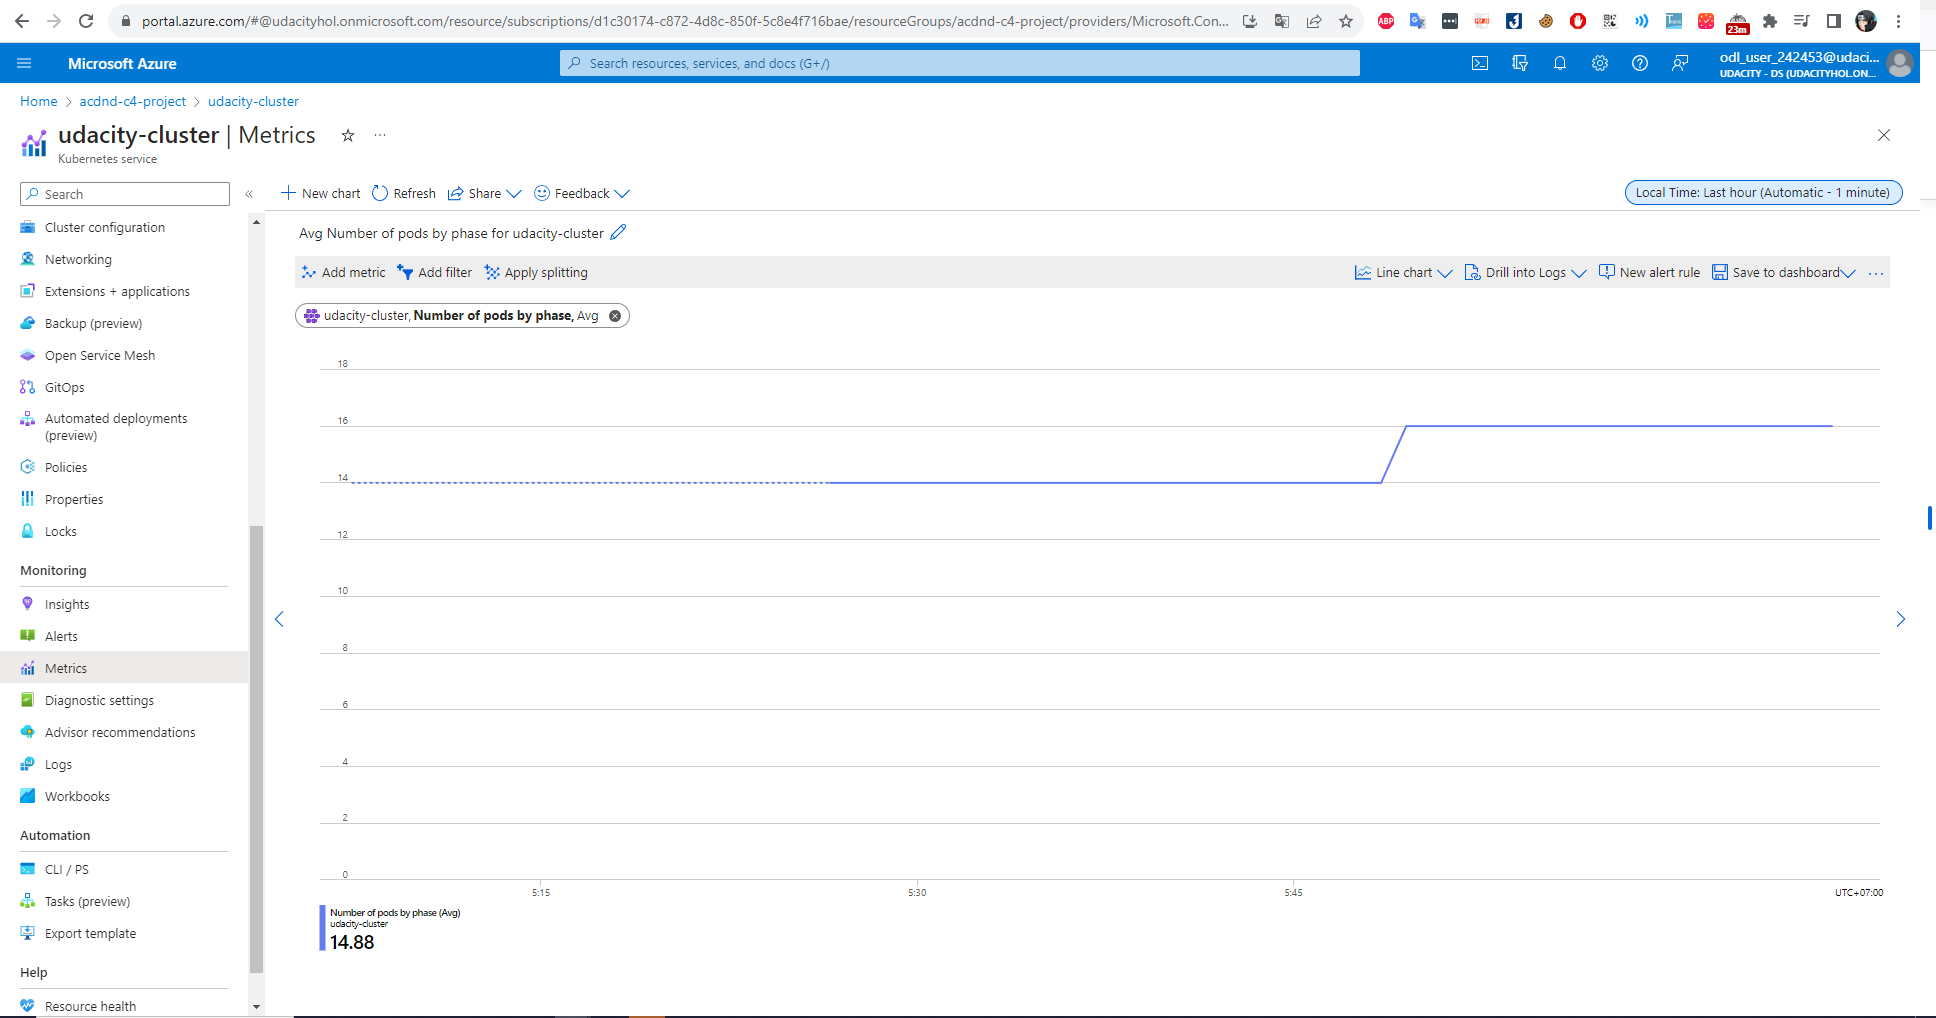 portal.azure.com/#@udacityhol.onmicrosoft.com/resource/subscriptions/d1c30174-c872-4d8c-850f-5c8e4f716bae/resourceGroups/acdnd-c4-project/providers/Microsoft.Con...
ABP
23m
Microsoft Azure
Search resources, services, and docs (G+/)
odl_user_242453@udaci...
UDACITY - DS (UDACITYHOL.ON...
Home > acdnd-c4-project > udacity-cluster
udacity-cluster | Metrics
Kubernetes service
Search
Cluster configuration
Networking
Extensions + applications
Backup (preview)
Open Service Mesh
GitOps
Automated deployments
(preview)
Policies
Properties
Locks
Monitoring
Insights
Alerts
Metrics
Diagnostic settings
Advisor recommendations
Logs
Workbooks
Automation
CLI / PS
Tasks (preview)
Export template
Help
Resource health
New chart Refresh Share Feedback
Local Time: Last hour (Automatic - 1 minute)
Avg Number of pods by phase for udacity-cluster
Add metric Add filter Apply splitting Line chart Drill into Logs New alert rule Save to dashboard
udacity-cluster, Number of pods by phase, Avg
18
16
14
12
10
8
6
4
2
0
5:15 5:30 5:45 UTC+07:00
Number of pods by phase (Avg)
udacity-cluster
14.88